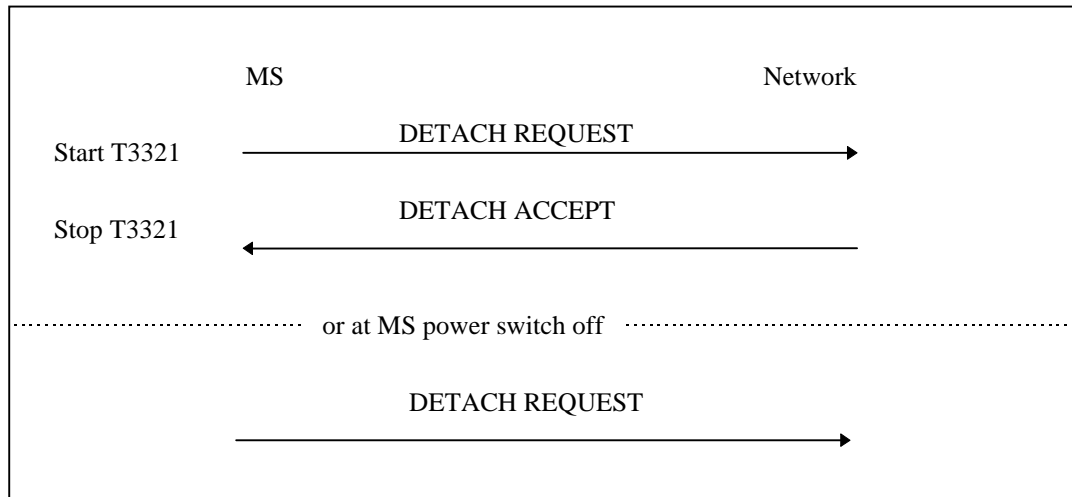 MS Network
DETACH REQUEST
Start T3321
DETACH ACCEPT
Stop T3321
or at MS power switch off
DETACH REQUEST